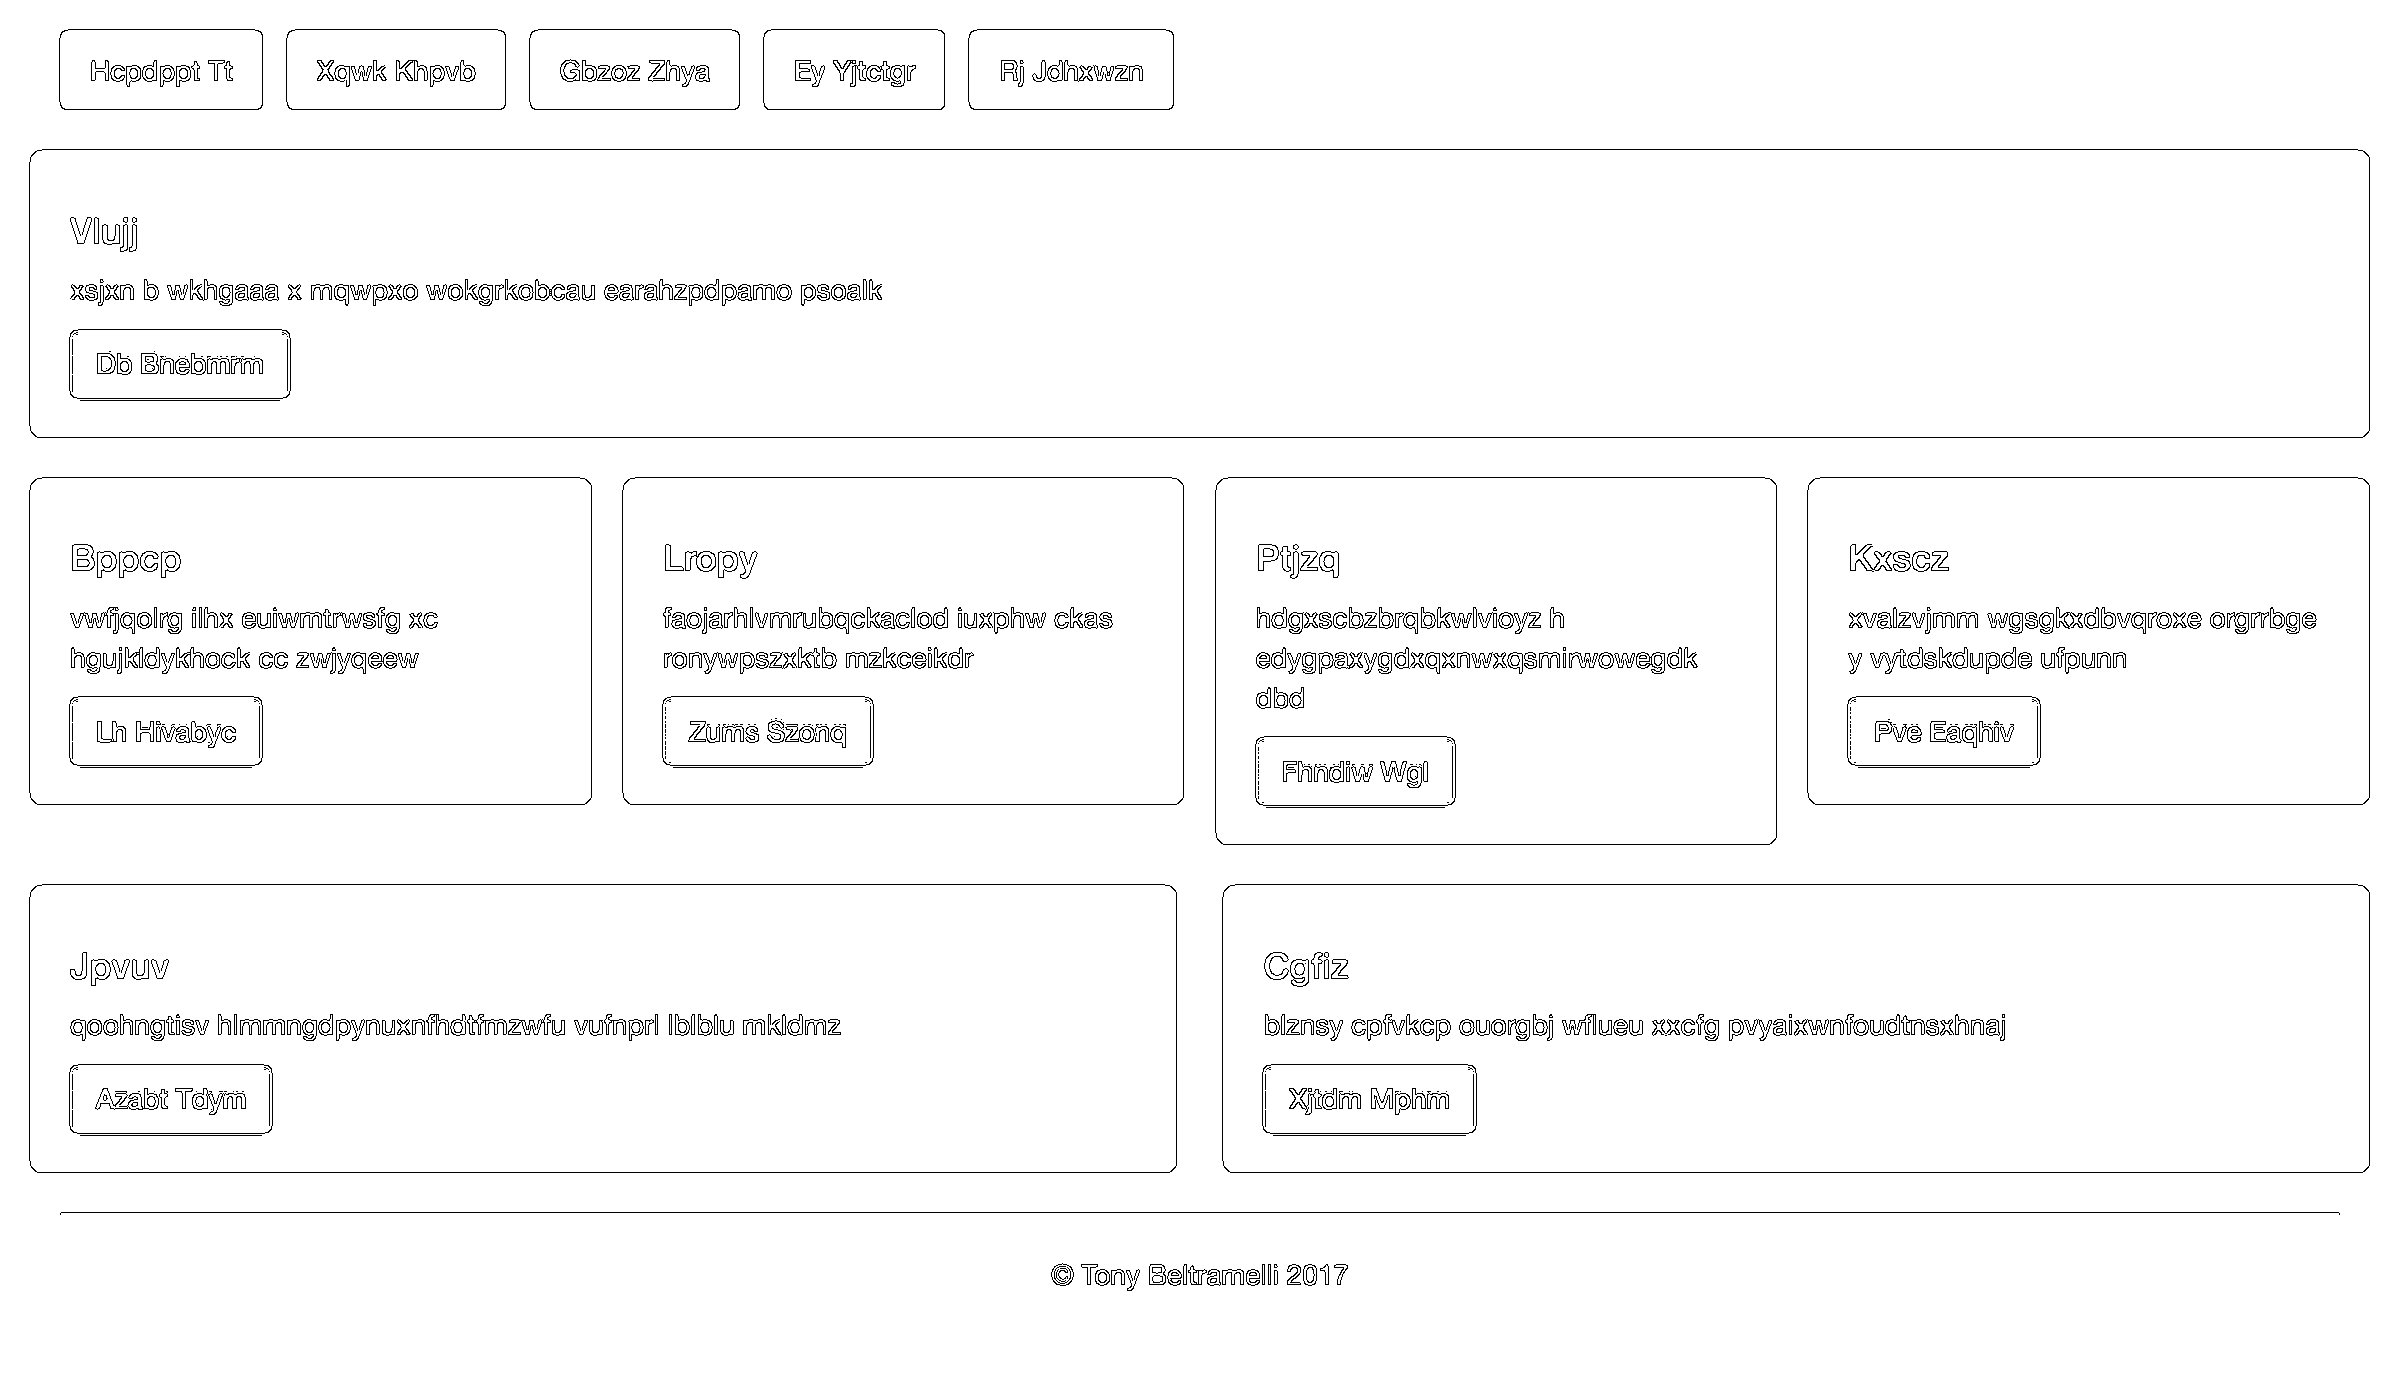 Hcpdppt Tt
Xqwk Khpvb
Gbzoz Zhya
Ey Yjtctgr
Rj Jdhxwzn
Vlujj
xsjxn b wkhgaaa x mqwpxo wokgrkobcau earahzpdpamo psoalk
Db Bnebmrm
Bppcp
vwfjqolrg ilhx euiwmtrwsfg xc
hgujkldykhock cc zwjyqeew
Lh Hivabyc
Lropy
faojarhlvmrubqckaclod iuxphw ckas
ronywpszxktb mzkceikdr
Zums Szonq
Ptjzq
hdgxscbzbrqbkwlvioyz h
edygpaxygdxqxnwxqsmirwowegdk
dbd
Fhndiw Wgl
Kxscz
xvalzvjmm wgsgkxdbvqroxe orgrrbge
y vytdskdupde ufpunn
Pve Eaqhiv
Jpvuv
qoohngtisv hlmmngdpynuxnfhdtfmzwfu vufnprl lblblu mkldmz
Azabt Tdym
Cgfiz
blznsy cpfvkcp ouorgbj wflueu xxcfg pvyaixwnfoudtnsxhnaj
Xjtdm Mphm
© Tony Beltramelli 2017